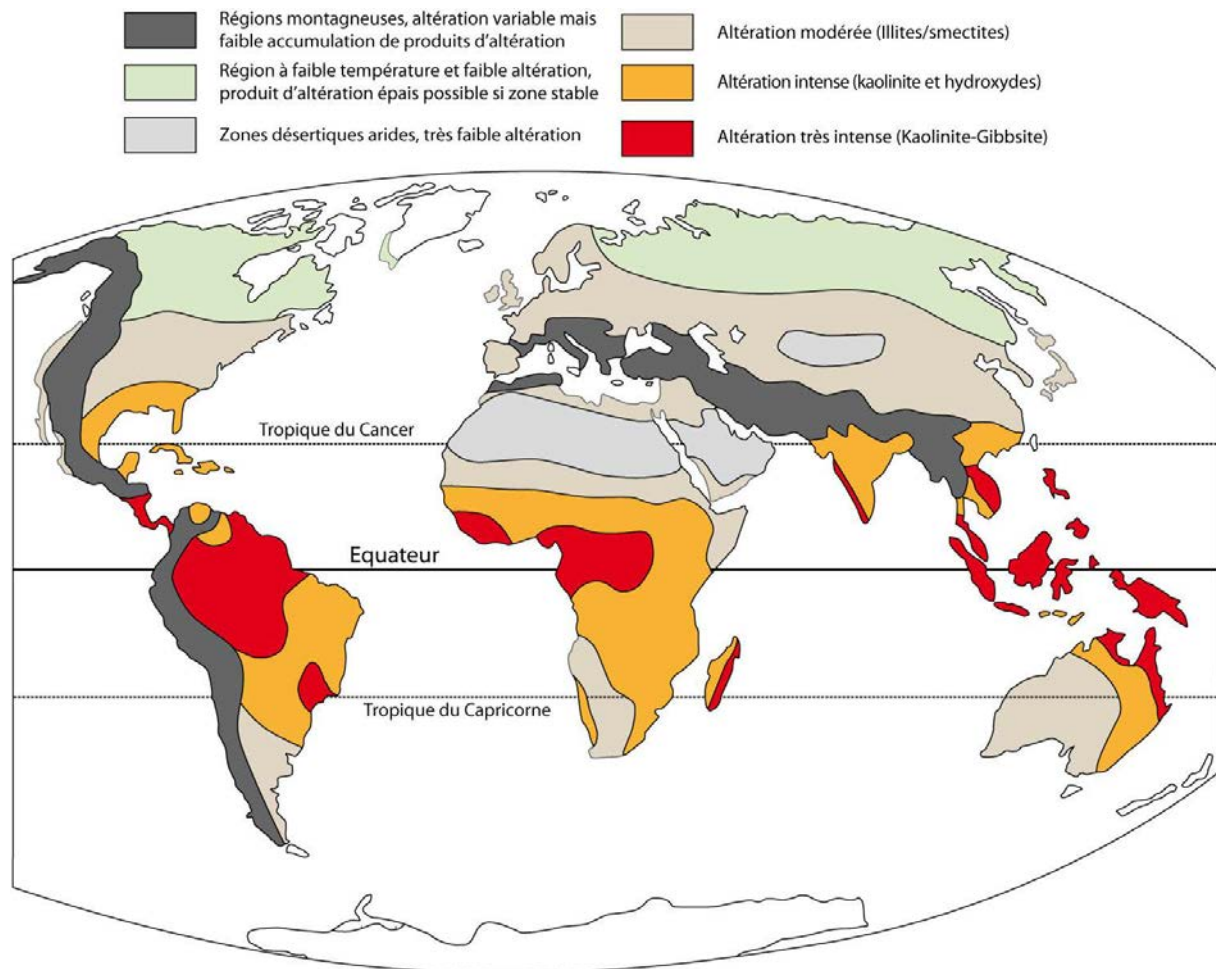 Régions montagneuses, altération variable mais
faible accumulation de produits d'altération
Région à faible température et faible altération,
produit d'altération épais possible si zone stable
Zones désertiques arides, très faible altération
Altération modérée (Illites/smectites)
Altération intense (kaolinite et hydroxydes)
Altération très intense (Kaolinite-Gibbsite)
Tropique du Cancer
Equateur
Tropique du Capricorne